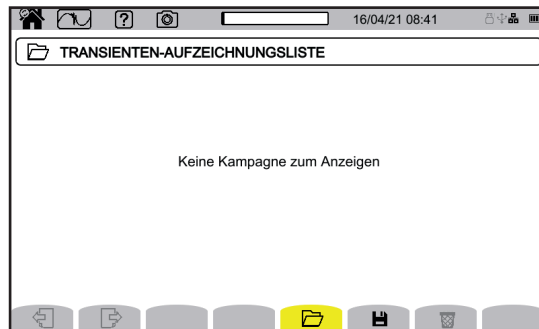 16/04/21 08:41
TRANSIENTEN-AUFZEICHNUNGSLISTE
Keine Kampagne zum Anzeigen